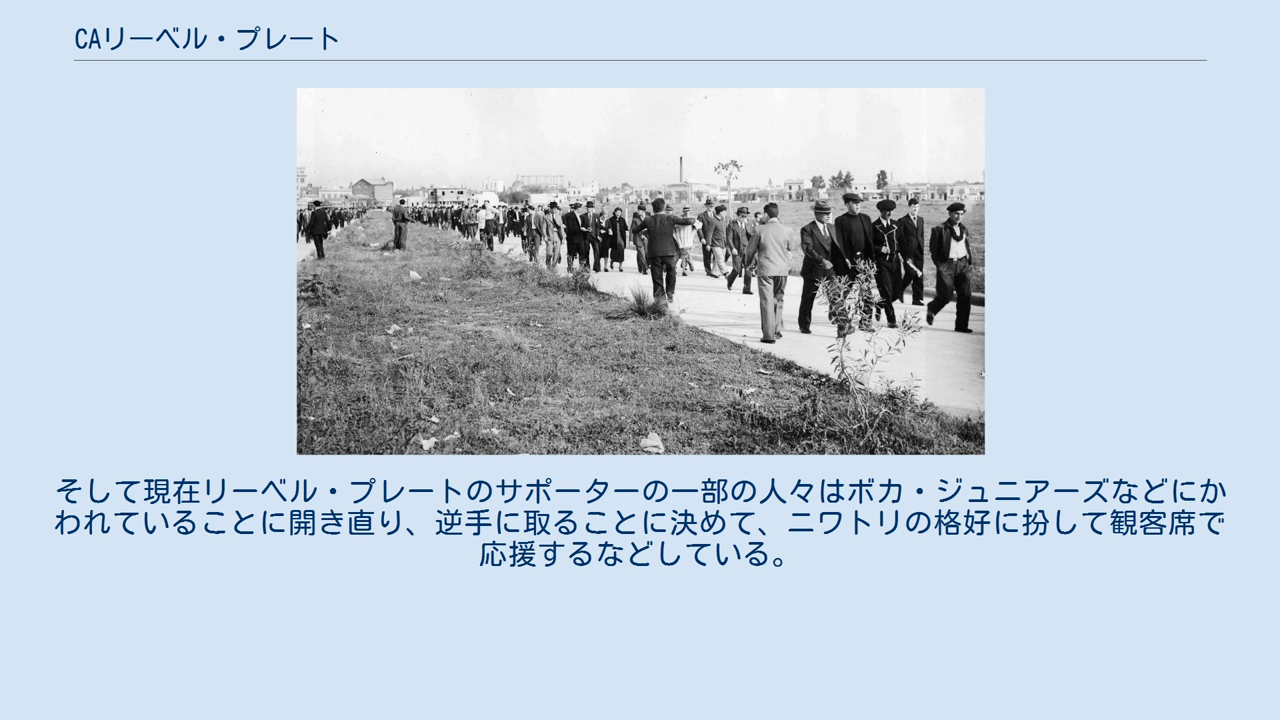 CAリーベル・プレート
そして現在リーベル・プレートのサポーターの一部の人々はボカ・ジュニアーズなどにか
われていることに開き直り、逆手に取ることに決めて、ニワトリの格好に扮して観客席で
応援するなどしている。